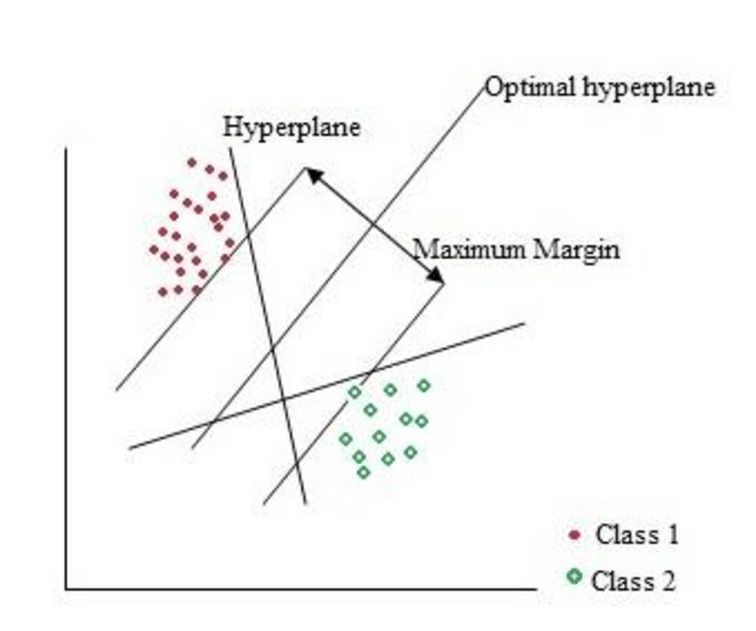 Optimal hyperplane
Hyperplane
Maximum Margin
Class 1
Class 2